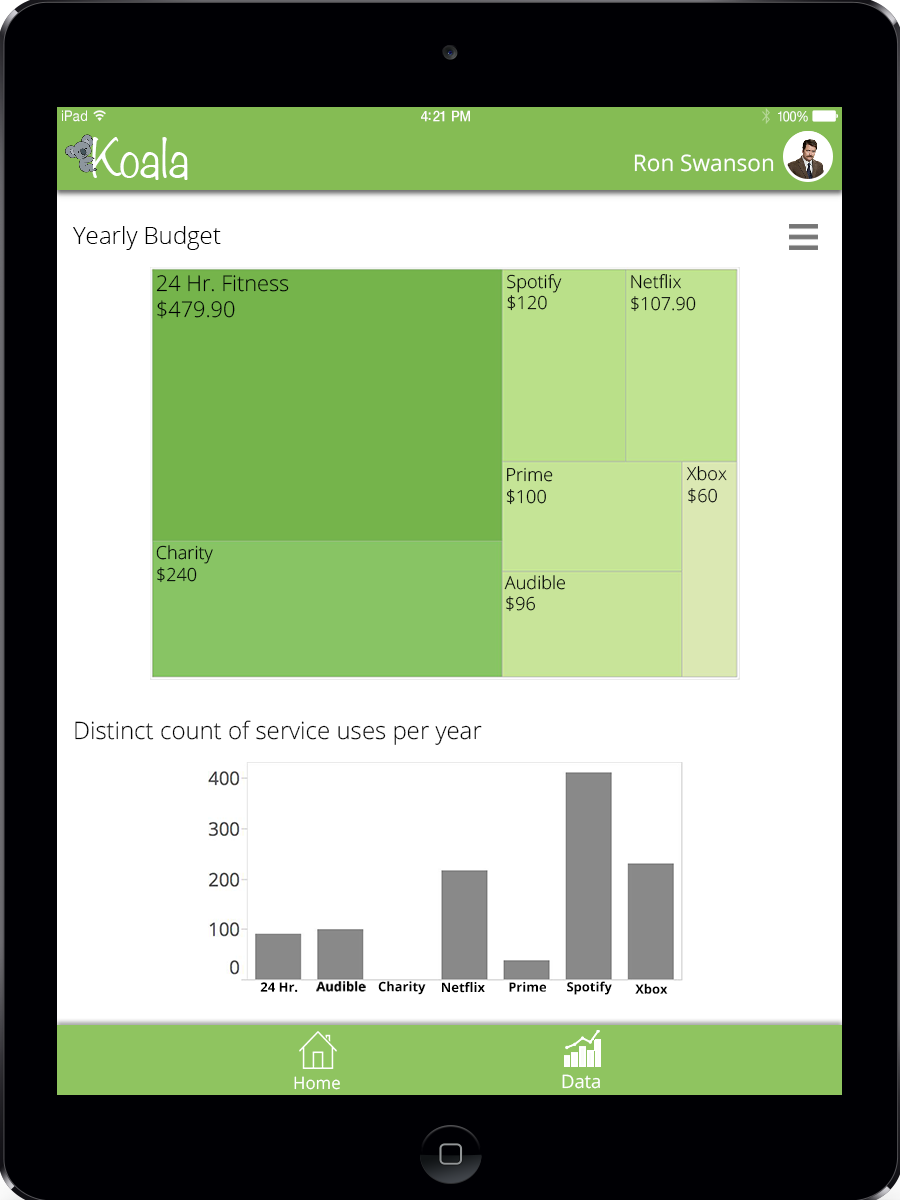 iPad
4:21 PM
100%
Koala
Ron Swanson
Yearly Budget
24 Hr. Fitness
$479.90
Spotify
$120
Netflix
$107.90
Charity
$240
Prime
$100
Xbox
$60
Audible
$96
Distinct count of service uses per year
400
300
200
100
0
24 Hr. Audible Charity Netflix Prime Spotify Xbox
Home
Data